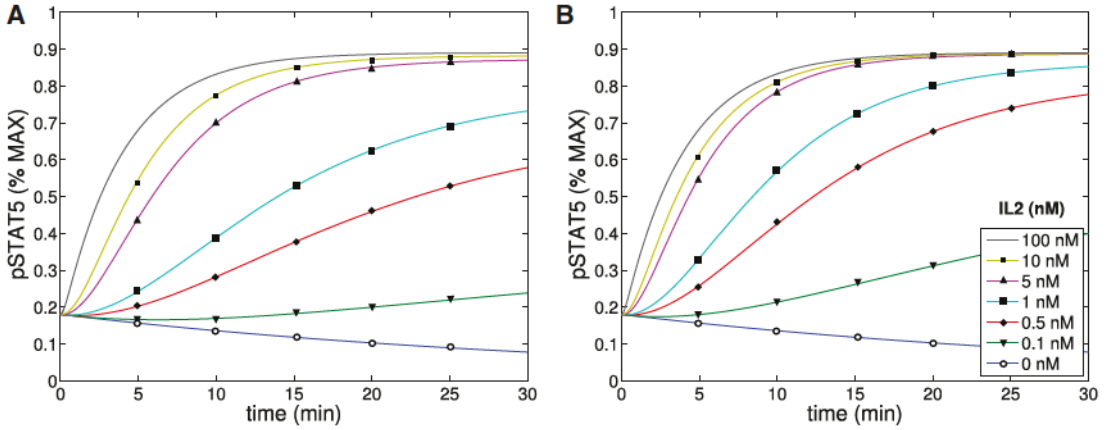 A
1
0.9
0.8
0.7
0.6
0.5
0.4
0.3
0.2
0.1
0
pSTAT5 (% MAX)
0 5 10 15 20 25 30
time (min)
B
1
0.9
0.8
0.7
0.6
0.5
0.4
0.3
0.2
0.1
0
pSTAT5 (% MAX)
0 5 10 15 20 25 30
time (min)
IL2 (nM)
100 nM
10 nM
5 nM
1 nM
0.5 nM
0.1 nM
0 nM